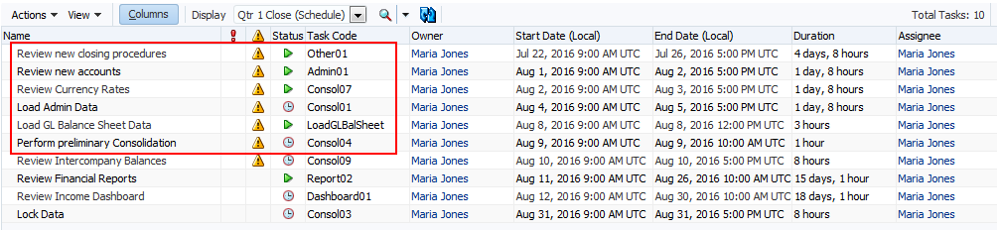 Actions View Columns Display Qtr 1 Close (Schedule) Total Tasks: 10
Name Status Task Code Owner Start Date (Local) End Date (Local) Duration Assignee
Review new closing procedures Other01 Maria Jones Jul 22, 2016 9:00 AM UTC Jul 26, 2016 5:00 PM UTC 4 days, 8 hours Maria Jones
Review new accounts Admin01 Maria Jones Aug 1, 2016 9:00 AM UTC Aug 2, 2016 5:00 PM UTC 1 day, 8 hours Maria Jones
Review Currency Rates Consol07 Maria Jones Aug 2, 2016 9:00 AM UTC Aug 3, 2016 5:00 PM UTC 1 day, 8 hours Maria Jones
Load Admin Data Consol01 Maria Jones Aug 4, 2016 9:00 AM UTC Aug 5, 2016 5:00 PM UTC 1 day, 8 hours Maria Jones
Load GL Balance Sheet Data LoadGLBalSheet Maria Jones Aug 8, 2016 9:00 AM UTC Aug 8, 2016 12:00 PM UTC 3 hours Maria Jones
Perform preliminary Consolidation Consol04 Maria Jones Aug 9, 2016 9:00 AM UTC Aug 9, 2016 10:00 AM UTC 1 hour Maria Jones
Review Intercompany Balances Consol09 Maria Jones Aug 10, 2016 9:00 AM UTC Aug 10, 2016 5:00 PM UTC 8 hours Maria Jones
Review Financial Reports Report02 Maria Jones Aug 11, 2016 9:00 AM UTC Aug 26, 2016 10:00 AM UTC 15 days, 1 hour Maria Jones
Review Income Dashboard Dashboard01 Maria Jones Aug 12, 2016 9:00 AM UTC Aug 30, 2016 10:00 AM UTC 18 days, 1 hour Maria Jones
Lock Data Consol03 Maria Jones Aug 31, 2016 9:00 AM UTC Aug 31, 2016 5:00 PM UTC 8 hours Maria Jones